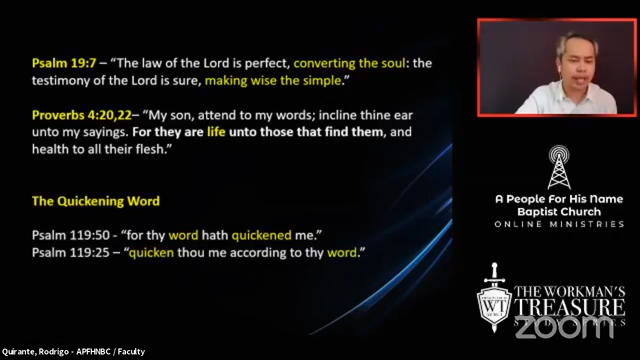 Psalm 19:7 – “The law of the Lord is perfect, converting the soul: the
testimony of the Lord is sure, making wise the simple.”
Proverbs 4:20,22– “My son, attend to my words; incline thine ear
unto my sayings. For they are life unto those that find them, and
health to all their flesh.”
The Quickening Word
Psalm 119:50 - “for thy word hath quickened me.”
Psalm 119:25 – “quicken thou me according to thy word.”
A People For His Name
Baptist Church
ONLINE MINISTRIES
WT
THE WORKMAN'S
TREASURE
zoom
Quirante, Rodrigo - APFHNBC / Faculty